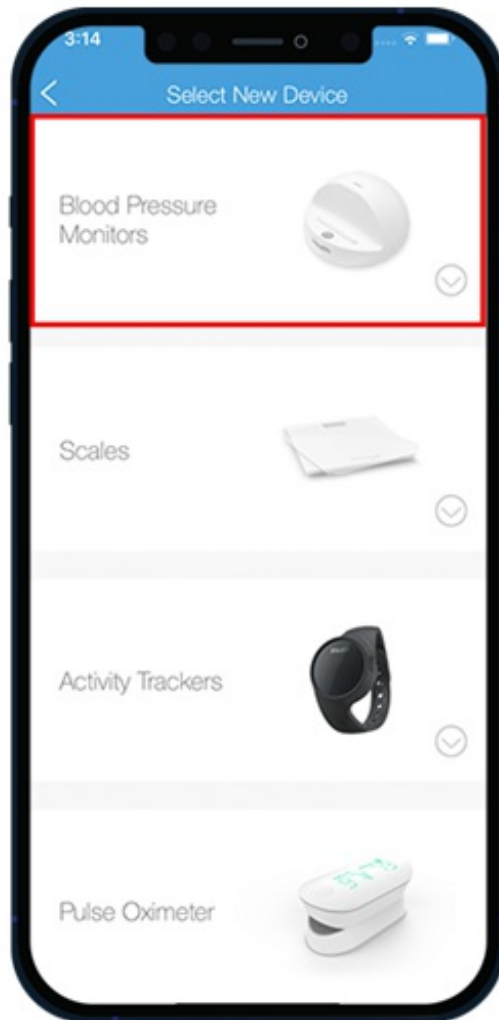 3:14
Select New Device
Blood Pressure
Monitors
Scales
Activity Trackers
Pulse Oximeter